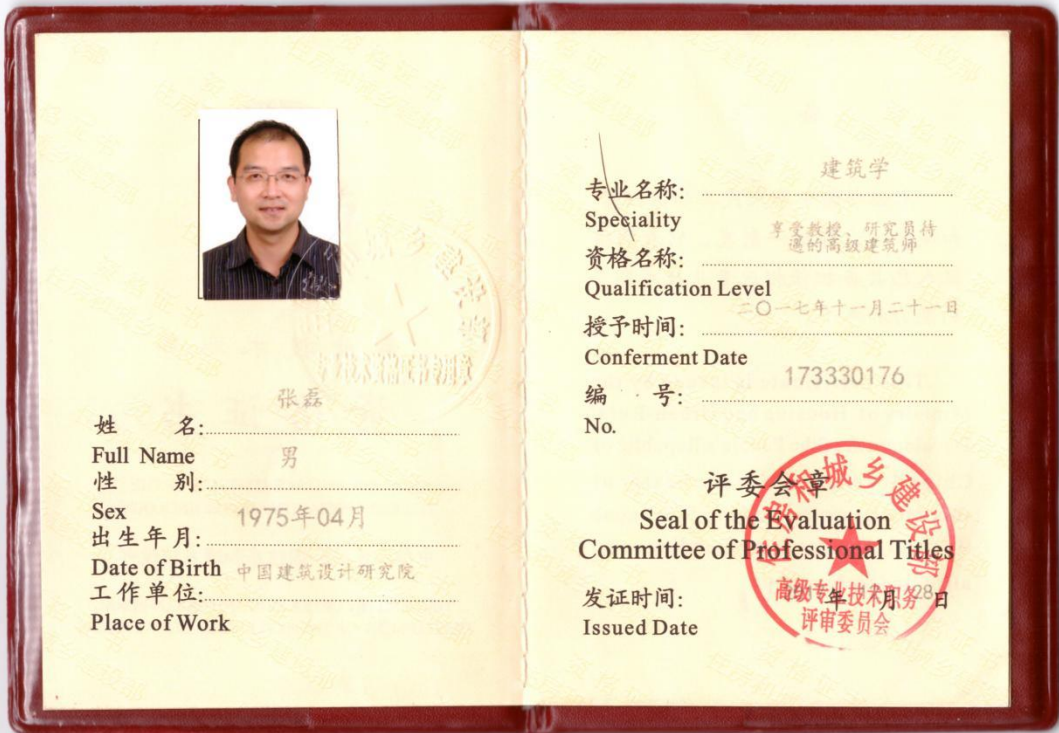 张磊
姓 名:
Full Name
男
性 别:
Sex
1975年04月
出生年月:
Date of Birth
中国建筑设计研究院
工作单位:
Place of Work
建筑学
专业名称:
Speciality
享受教授、研究员待
遇的高级建筑师
资格名称:
Qualification Level
二〇一七年十一月二十一日
授予时间:
Conferment Date
173330176
编 号:
No.
评委会章
Seal of the Evaluation
Committee of Professional Titles
住房和城乡建设部
高级专业技术职务
评审委员会
发证时间:
年 月 28 日
Issued Date